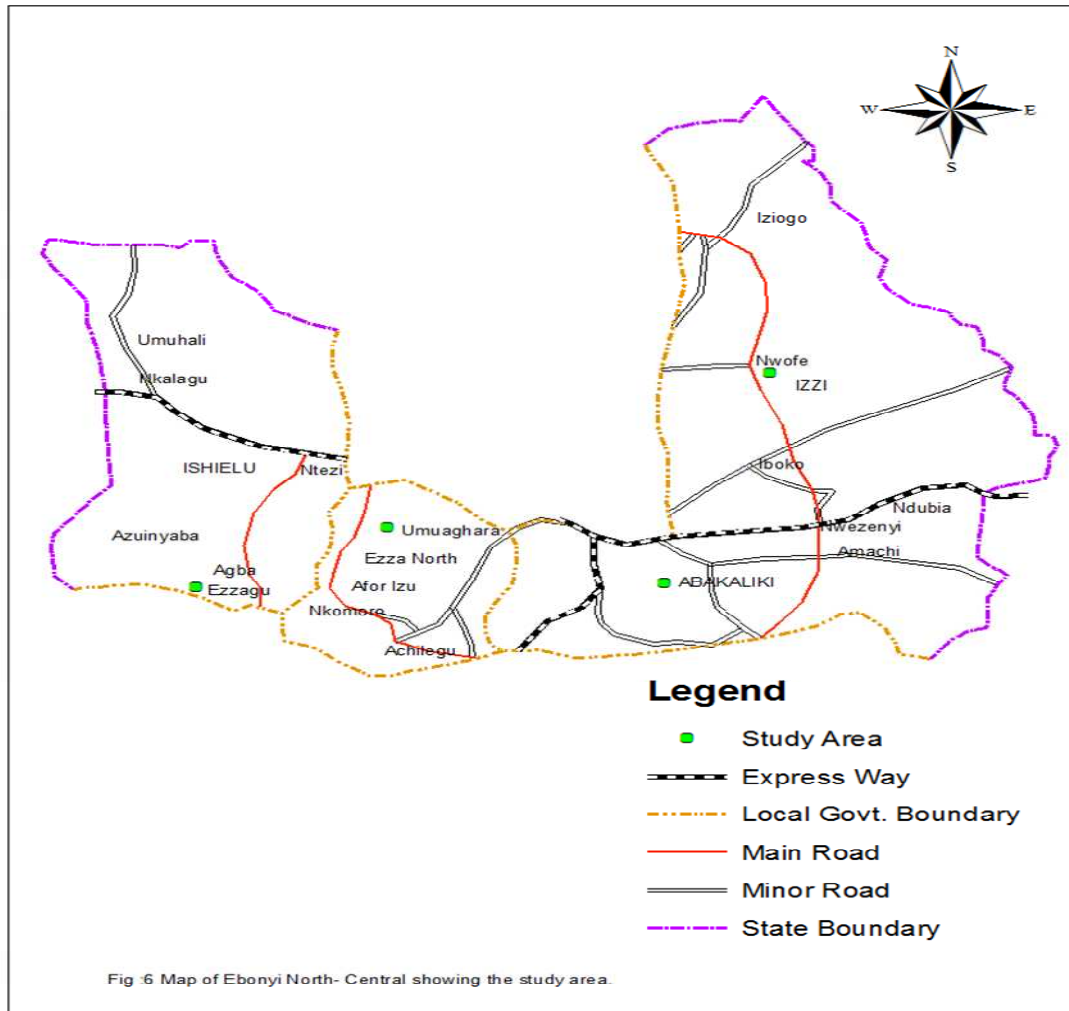 N
W
E
S
Iziogo
Umuhali
Nkalagu
Nwofe
IZZI
ISHIELU
Ntezi
Iboko
Ndubia
Nwezenyi
Umuaghara
Azuinyaba
Ezza North
Amachi
Agba
Ezzagu
Afor Izu
ABAKALIKI
Nkomoro
Achilegu
Legend
Study Area
Express Way
Local Govt. Boundary
Main Road
Minor Road
State Boundary
Fig :6 Map of Ebonyi North- Central showing the study area.